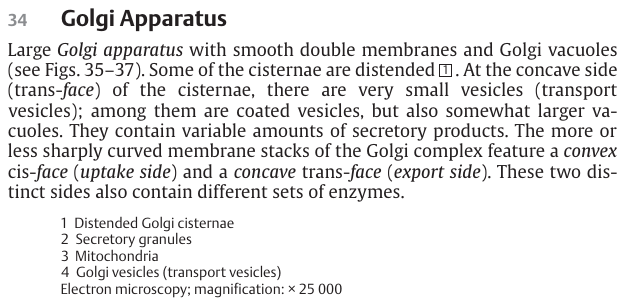 34 Golgi Apparatus
Large Golgi apparatus with smooth double membranes and Golgi vacuoles
(see Figs. 35–37). Some of the cisternae are distended 1. At the concave side
(trans-face) of the cisternae, there are very small vesicles (transport
vesicles); among them are coated vesicles, but also somewhat larger va-
cuoles. They contain variable amounts of secretory products. The more or
less sharply curved membrane stacks of the Golgi complex feature a convex
cis-face (uptake side) and a concave trans-face (export side). These two dis-
tinct sides also contain different sets of enzymes.
1 Distended Golgi cisternae
2 Secretory granules
3 Mitochondria
4 Golgi vesicles (transport vesicles)
Electron microscopy; magnification: × 25 000